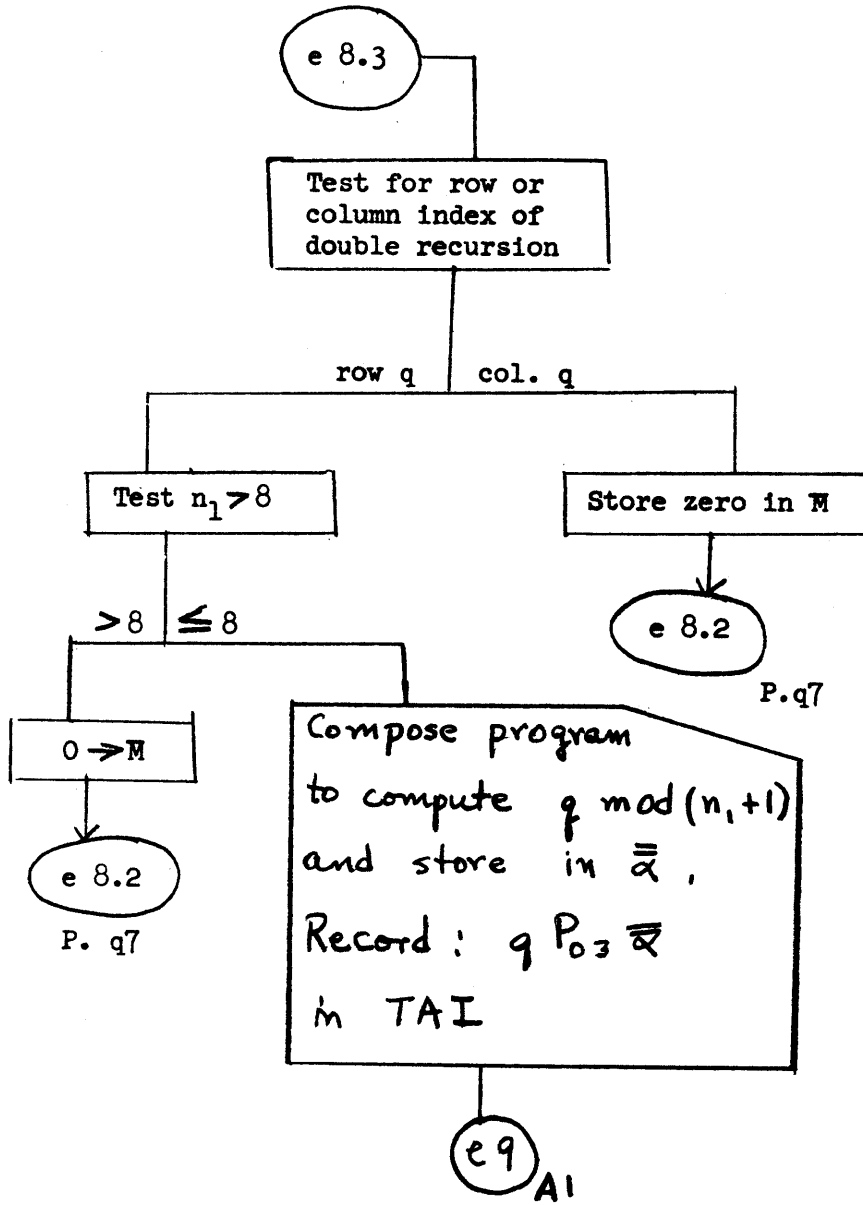 e 8.3
Test for row or
column index of
double recursion
row q col. q
Test n₁ > 8
Store zero in M̅
> 8 ≤ 8
e 8.2
P.q7
0 → M̅
e 8.2
P. q7
Compose program
to compute q mod (n₁+1)
and store in α̿.
Record: q P₀₃ α̿
in TAI
e 9
A1